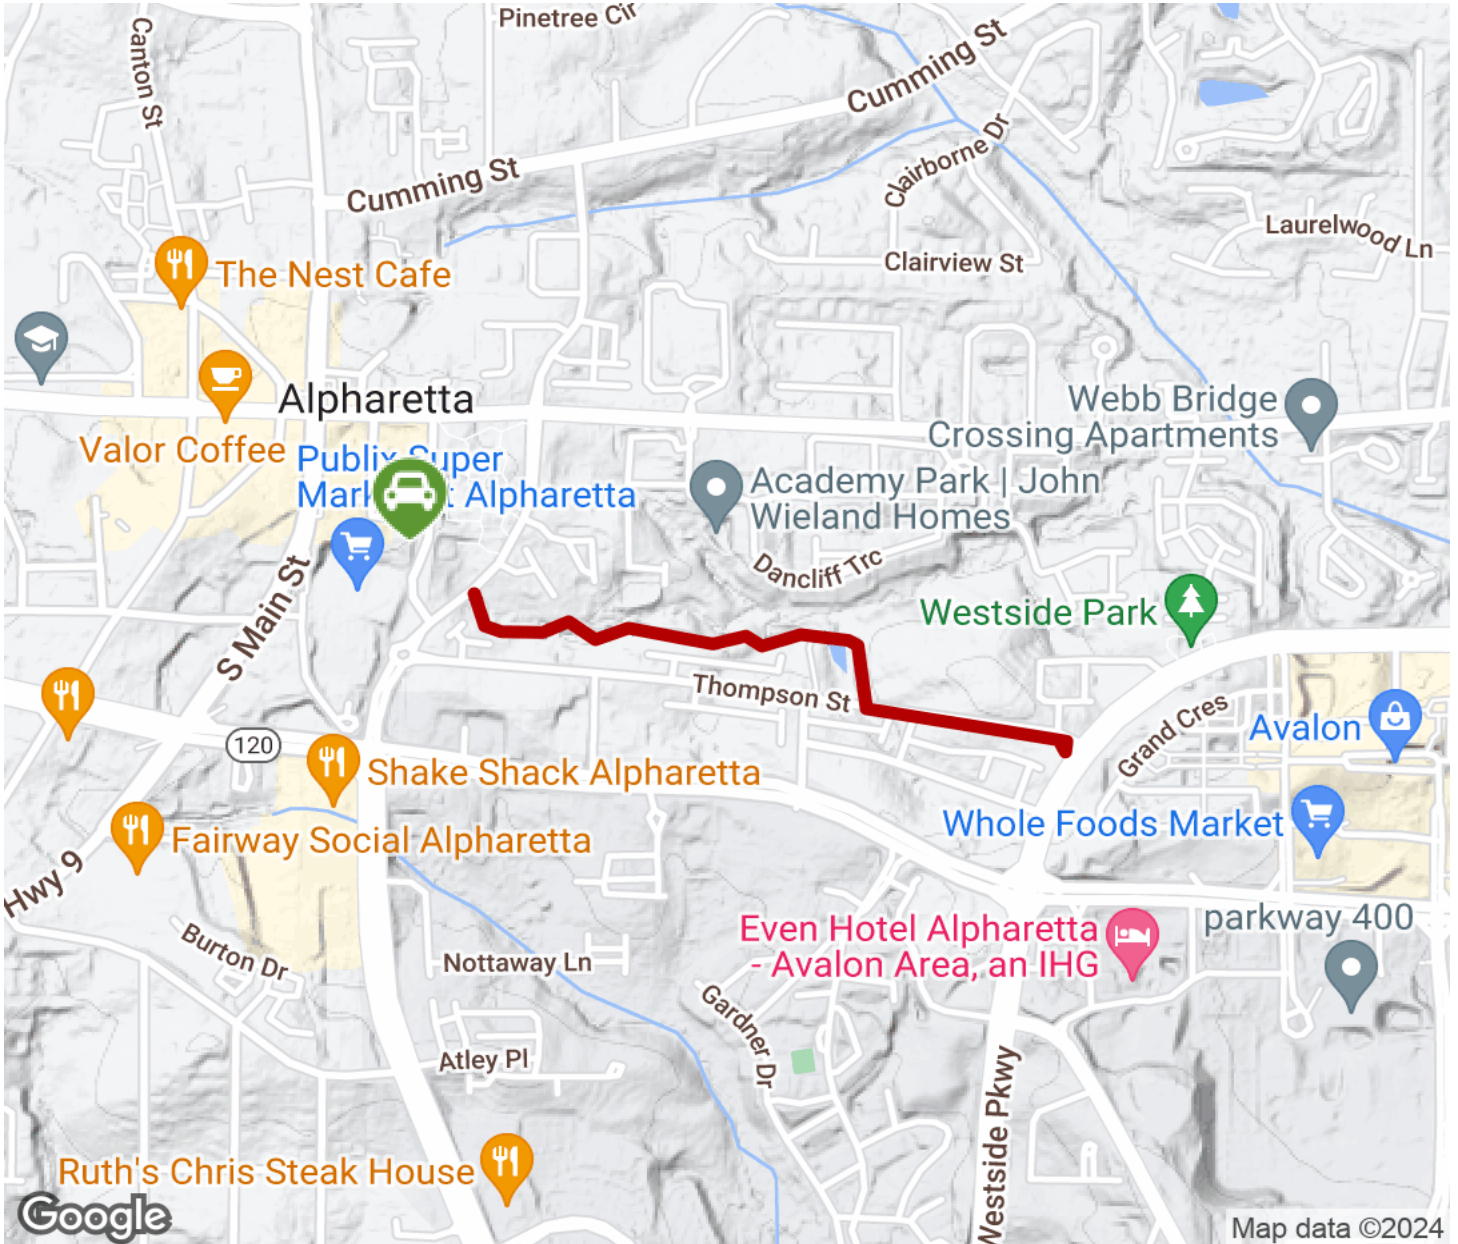 Pinetree Cir
Canton St
Cumming St
Cumming St
Clairborne Dr
Laurelwood Ln
Clairview St
The Nest Cafe
Alpharetta
Valor Coffee
Webb Bridge
Crossing Apartments
Publix Super
Market Alpharetta
Academy Park | John
Wieland Homes
Dancliff Trc
Westside Park
S Main St
Thompson St
Grand Cres
Avalon
120
Shake Shack Alpharetta
Whole Foods Market
Fairway Social Alpharetta
Hwy 9
parkway 400
Even Hotel Alpharetta
- Avalon Area, an IHG
Burton Dr
Nottaway Ln
Gardner Dr
Atley Pl
Westside Pkwy
Ruth's Chris Steak House
Google
Map data ©2024